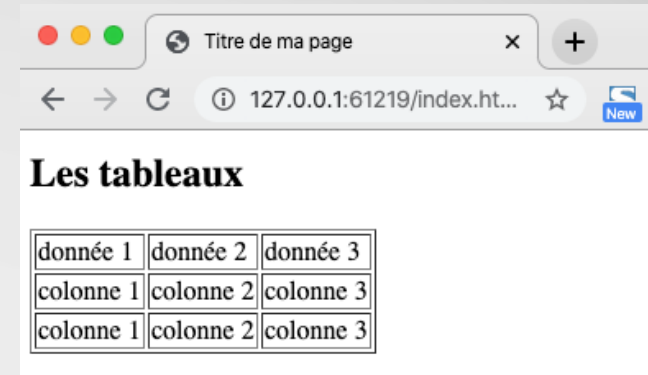 Titre de ma page
127.0.0.1:61219/index.ht...
New
Les tableaux
donnée 1 donnée 2 donnée 3
colonne 1 colonne 2 colonne 3
colonne 1 colonne 2 colonne 3